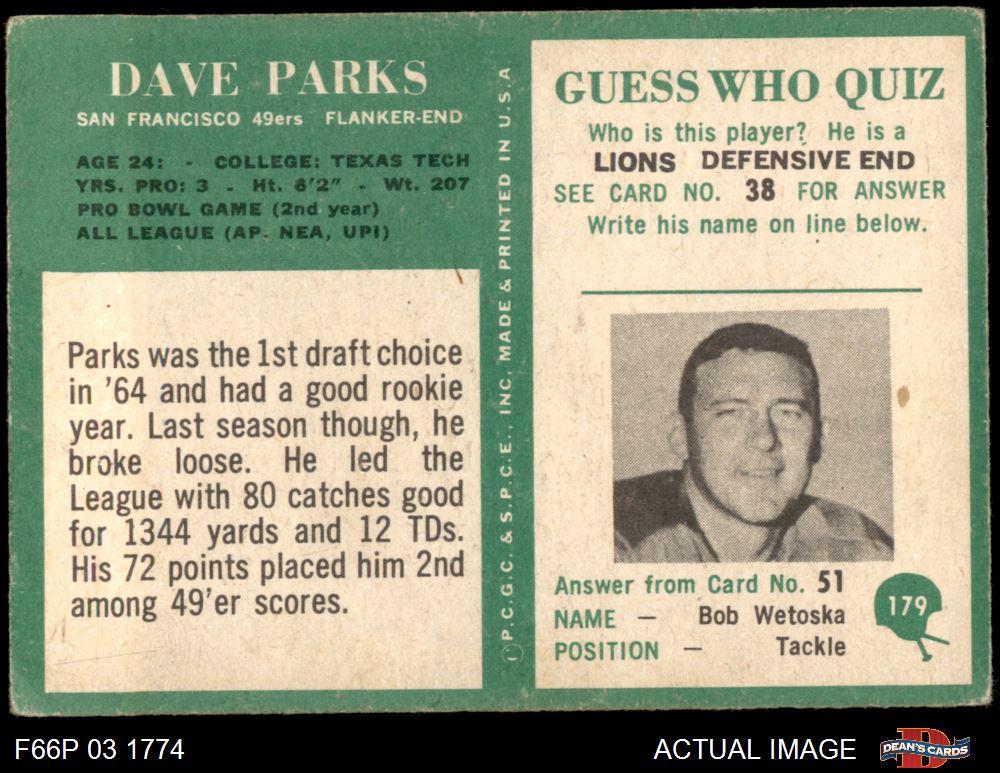 DAVE PARKS
SAN FRANCISCO 49ers FLANKER-END
AGE 24: - COLLEGE: TEXAS TECH
YRS. PRO: 3 - Ht. 6'2" - Wt. 207
PRO BOWL GAME (2nd year)
ALL LEAGUE (AP. NEA, UPI)
Parks was the 1st draft choice
in '64 and had a good rookie
year. Last season though, he
broke loose. He led the
League with 80 catches good
for 1344 yards and 12 TDs.
His 72 points placed him 2nd
among 49'er scores.
©P.C.G.C. & S.P.C.E., INC. MADE & PRINTED IN U.S.A
GUESS WHO QUIZ
Who is this player? He is a
LIONS DEFENSIVE END
SEE CARD NO. 38 FOR ANSWER
Write his name on line below.
Answer from Card No. 51
NAME — Bob Wetoska
POSITION — Tackle
179
F66P 03 1774
ACTUAL IMAGE
D
DEAN'S CARDS